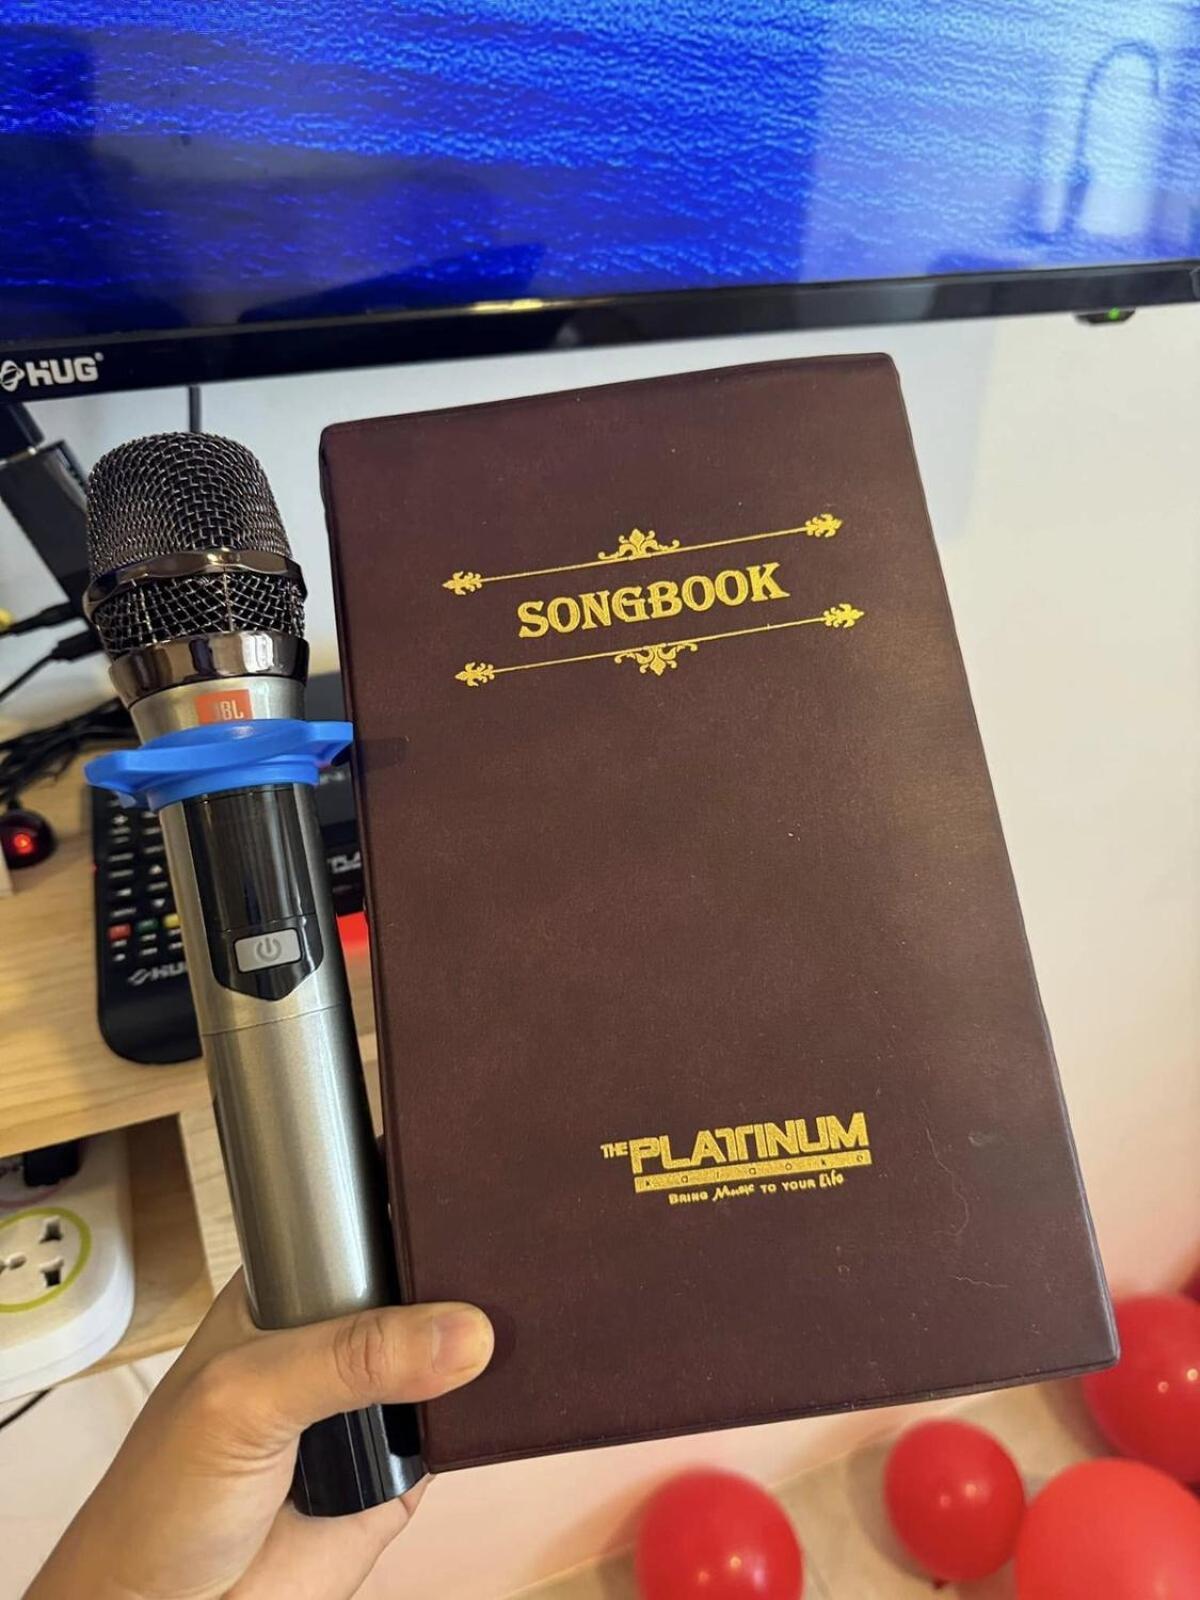 HUG
JBL
SONGBOOK
THE PLATINUM
karaoke
BRING Music TO YOUR Life